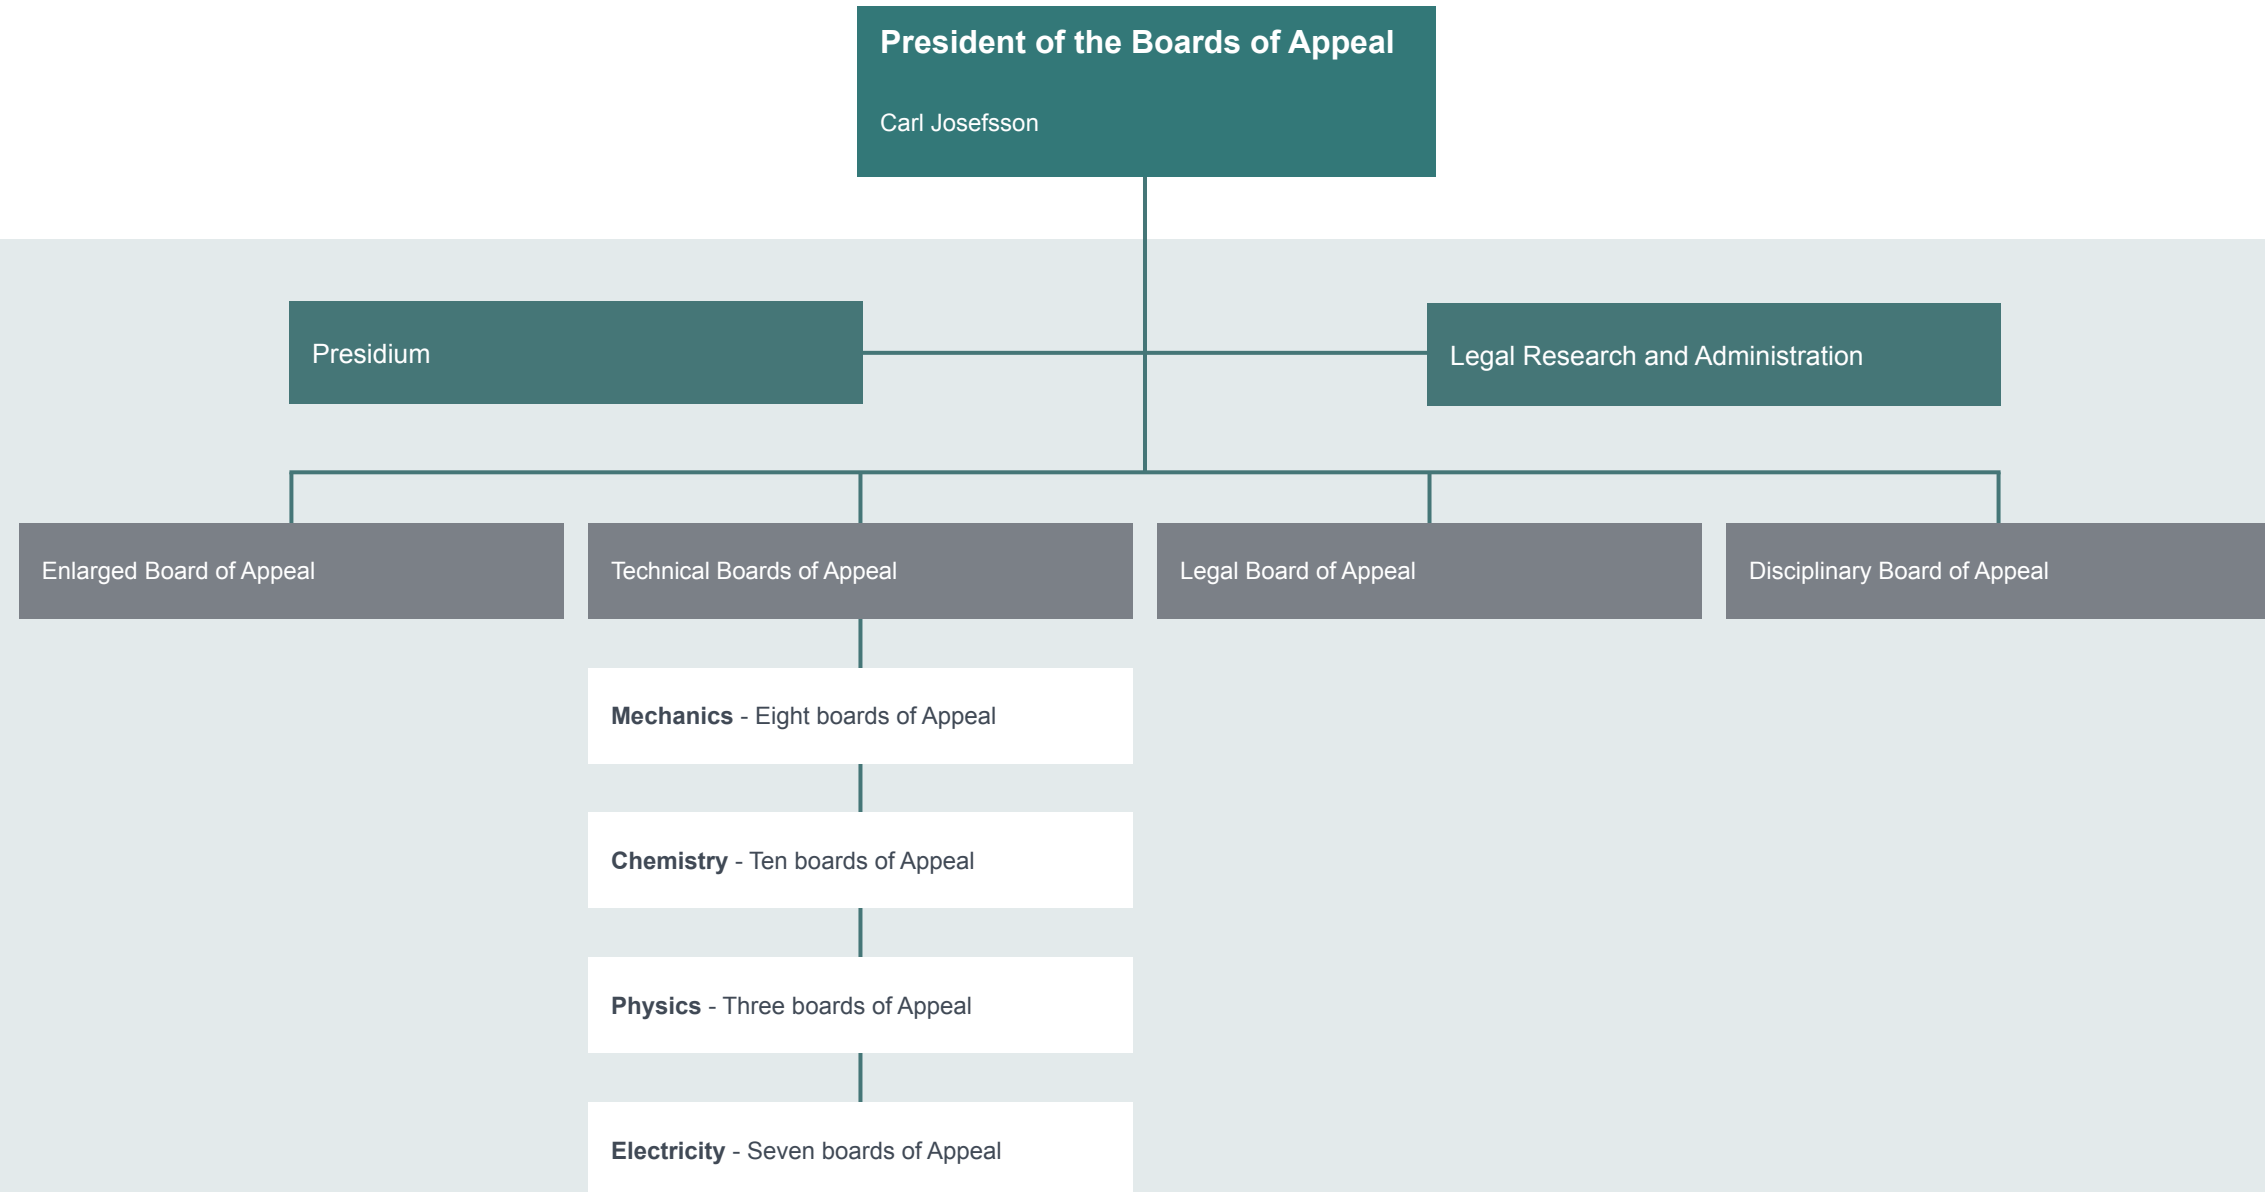 President of the Boards of Appeal
Carl Josefsson
Presidium
Legal Research and Administration
Enlarged Board of Appeal
Technical Boards of Appeal
Legal Board of Appeal
Disciplinary Board of Appeal
Mechanics - Eight boards of Appeal
Chemistry - Ten boards of Appeal
Physics - Three boards of Appeal
Electricity - Seven boards of Appeal